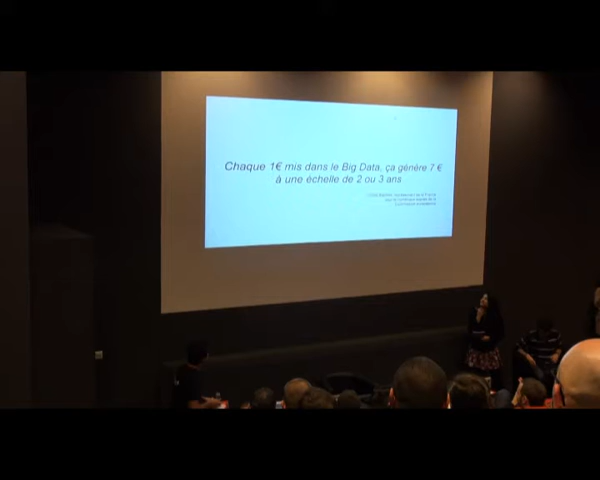 Chaque 1€ mis dans le Big Data, ça génère 7 €
à une échelle de 2 ou 3 ans